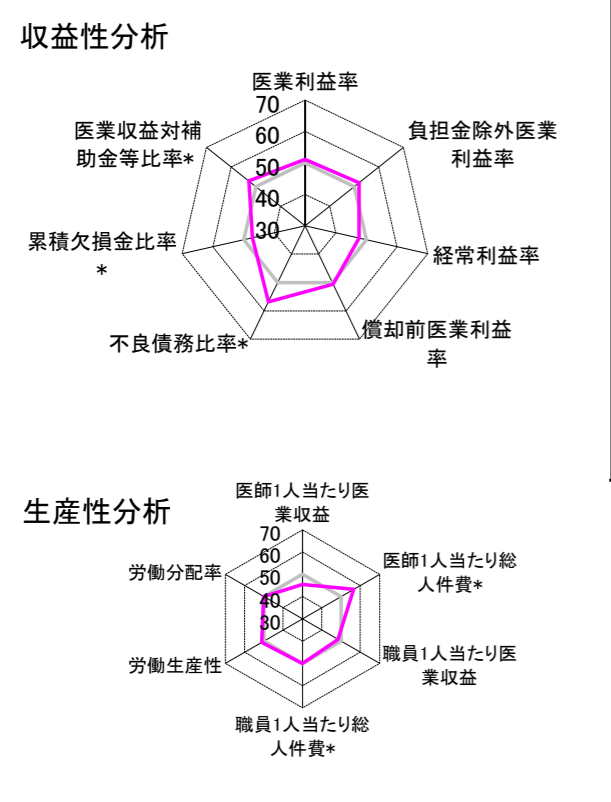 収益性分析
医業利益率
70
60
50
40
30
負担金除外医業
利益率
経常利益率
償却前医業利益
率
不良債務比率*
累積欠損金比率
*
医業収益対補
助金等比率*
生産性分析
医師1人当たり医
業収益
70
60
50
40
30
医師1人当たり総
人件費*
職員1人当たり医
業収益
職員1人当たり総
人件費*
労働生産性
労働分配率